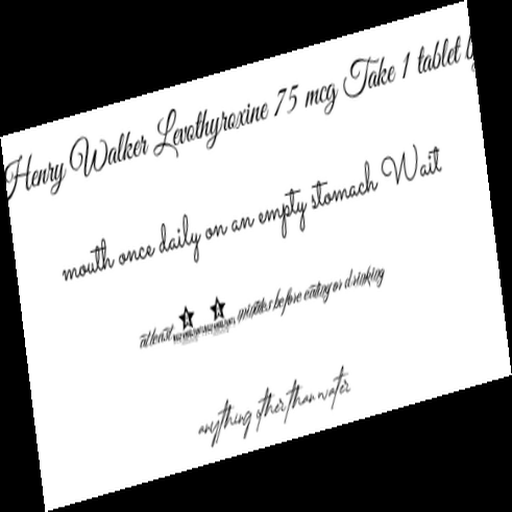 Henry Walker Levothyroxine 75 mcg Take 1 tablet
mouth once daily on an empty stomach Wait
at least minutes before eating or drinking
anything other than water